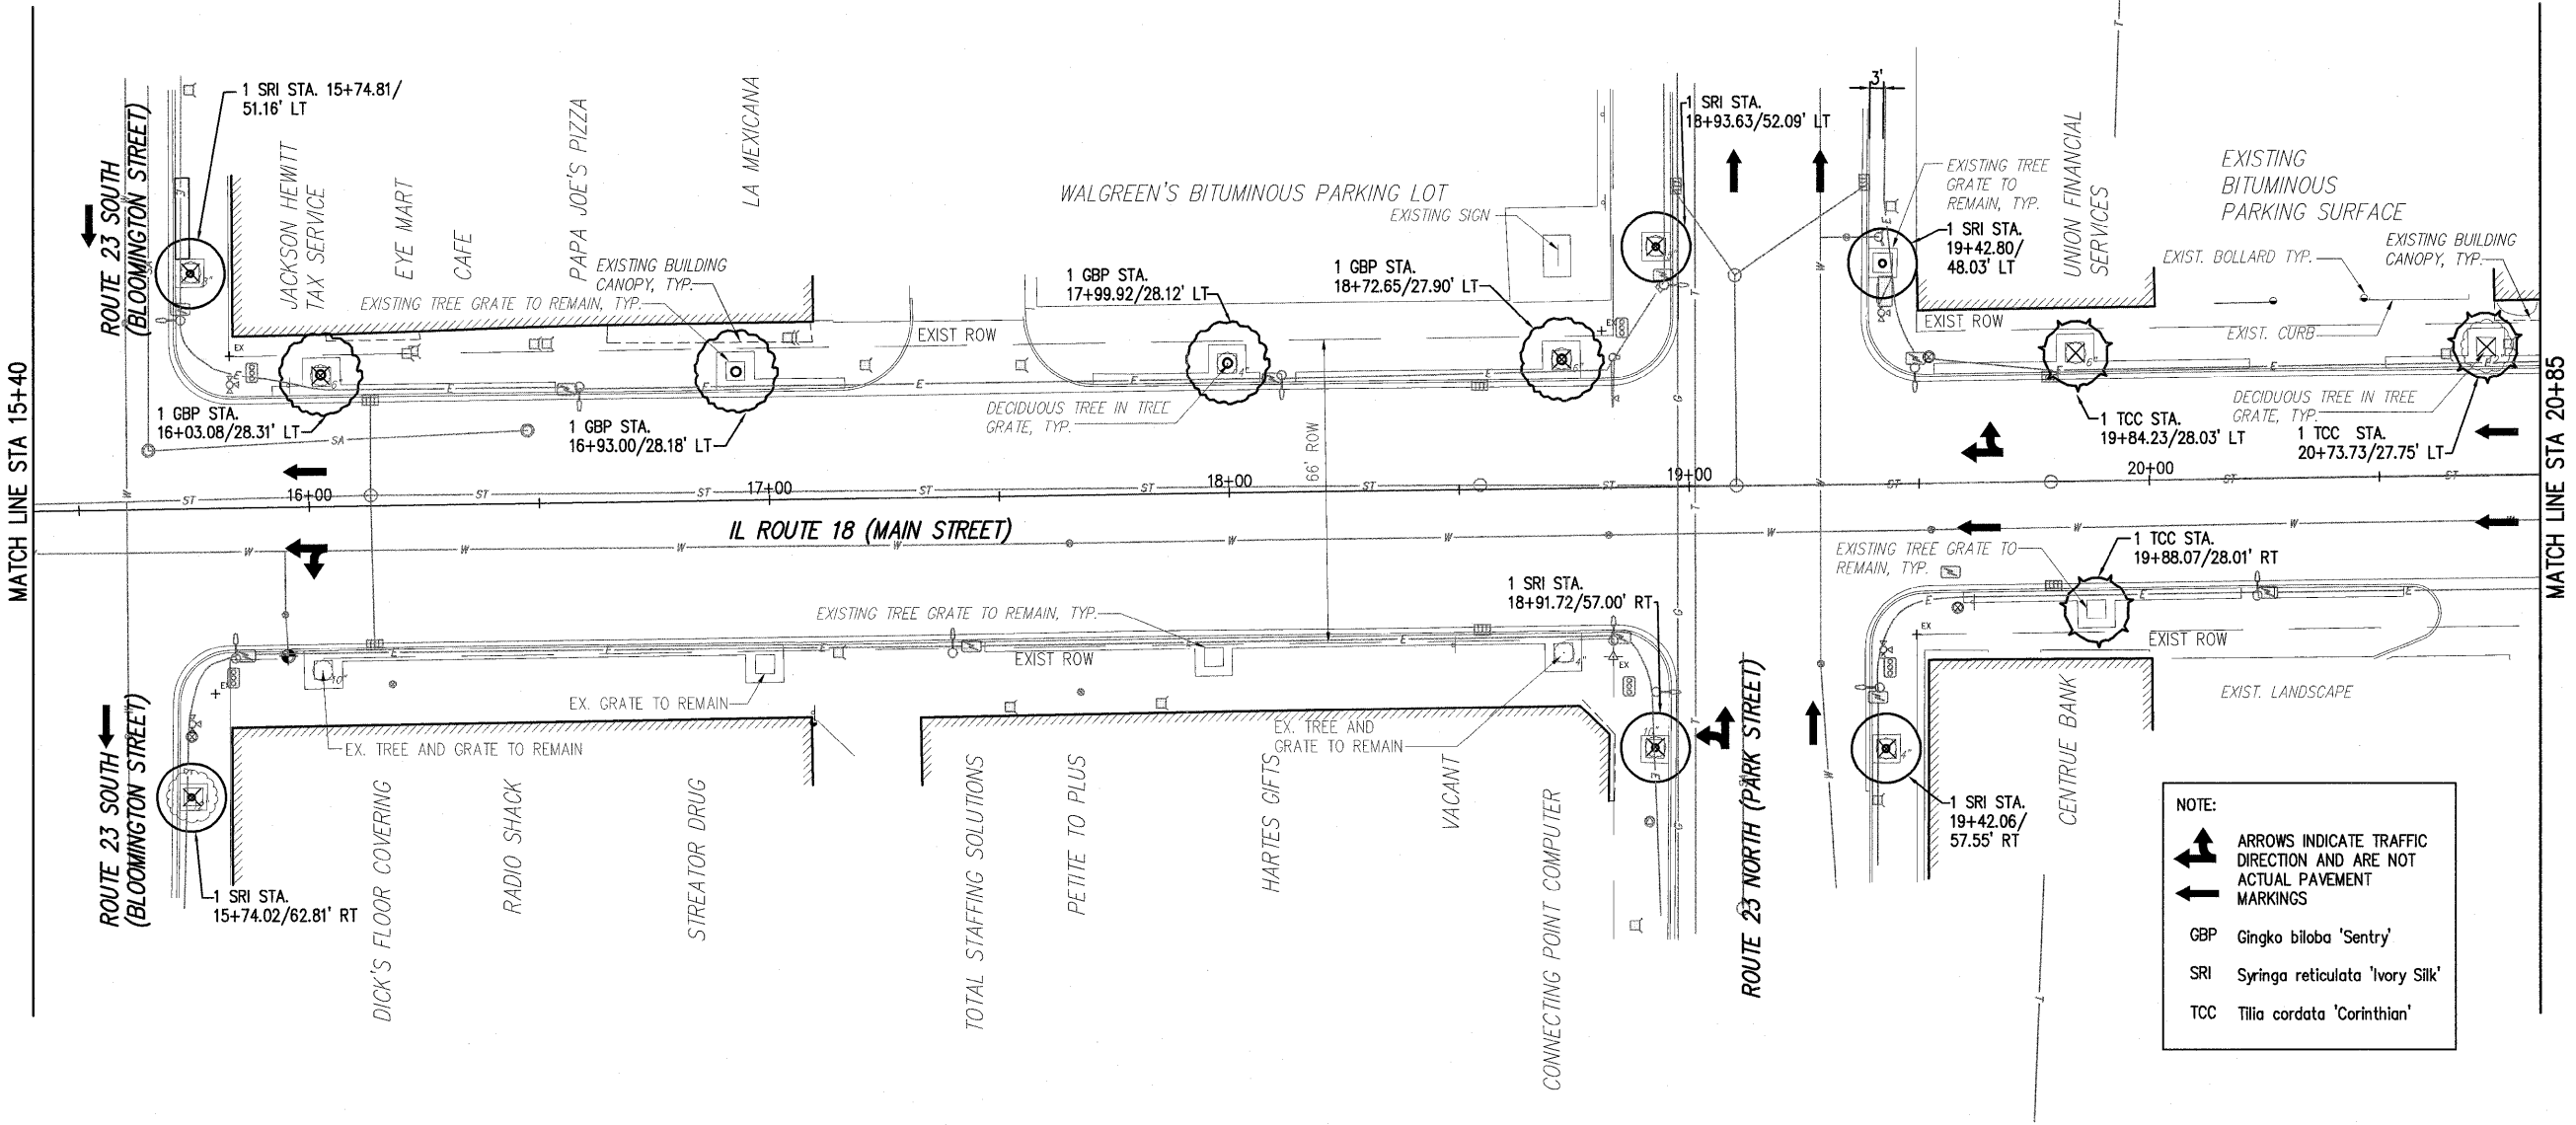 MATCH LINE STA 15+40
ROUTE 23 SOUTH
(BLOOMINGTON STREET)
1 SRI STA. 15+74.81/
51.16' LT
JACKSON HEWITT
TAX SERVICE
EYE MART
CAFE
PAPA JOE'S PIZZA
LA MEXICANA
EXISTING BUILDING
CANOPY, TYP.
EXISTING TREE GRATE TO REMAIN, TYP.
WALGREEN'S BITUMINOUS PARKING LOT
EXISTING SIGN
1 SRI STA.
18+93.63/52.09' LT
1 GBP STA.
17+99.92/28.12' LT
1 GBP STA.
18+72.65/27.90' LT
EXIST ROW
3'
EXISTING TREE
GRATE TO
REMAIN, TYP.
1 SRI STA.
19+42.80/
48.03' LT
UNION FINANCIAL
SERVICES
EXISTING
BITUMINOUS
PARKING SURFACE
EXIST. BOLLARD TYP.
EXISTING BUILDING
CANOPY, TYP.
EXIST ROW
EXIST. CURB
1 GBP STA.
16+03.08/28.31' LT
1 GBP STA.
16+93.00/28.18' LT
DECIDUOUS TREE IN TREE
GRATE, TYP.
66' ROW
1 TCC STA.
19+84.23/28.03' LT
DECIDUOUS TREE IN TREE
GRATE, TYP.
1 TCC STA.
20+73.73/27.75' LT
16+00
17+00
18+00
19+00
20+00
IL ROUTE 18 (MAIN STREET)
MATCH LINE STA 20+85
EXISTING TREE GRATE TO
REMAIN, TYP.
1 TCC STA.
19+88.07/28.01' RT
1 SRI STA.
18+91.72/57.00' RT
EXISTING TREE GRATE TO REMAIN, TYP.
EXIST ROW
EXIST ROW
EX. GRATE TO REMAIN
EX. TREE AND GRATE TO REMAIN
EX. TREE AND
GRATE TO REMAIN
EXIST. LANDSCAPE
ROUTE 23 SOUTH
(BLOOMINGTON STREET)
1 SRI STA.
15+74.02/62.81' RT
DICK'S FLOOR COVERING
RADIO SHACK
STREATOR DRUG
TOTAL STAFFING SOLUTIONS
PETITE TO PLUS
HARTES GIFTS
VACANT
CONNECTING POINT COMPUTER
ROUTE 23 NORTH (PARK STREET)
1 SRI STA.
19+42.06/
57.55' RT
CENTRUE BANK
NOTE:
ARROWS INDICATE TRAFFIC
DIRECTION AND ARE NOT
ACTUAL PAVEMENT
MARKINGS
GBP Gingko biloba 'Sentry'
SRI Syringa reticulata 'Ivory Silk'
TCC Tilia cordata 'Corinthian'